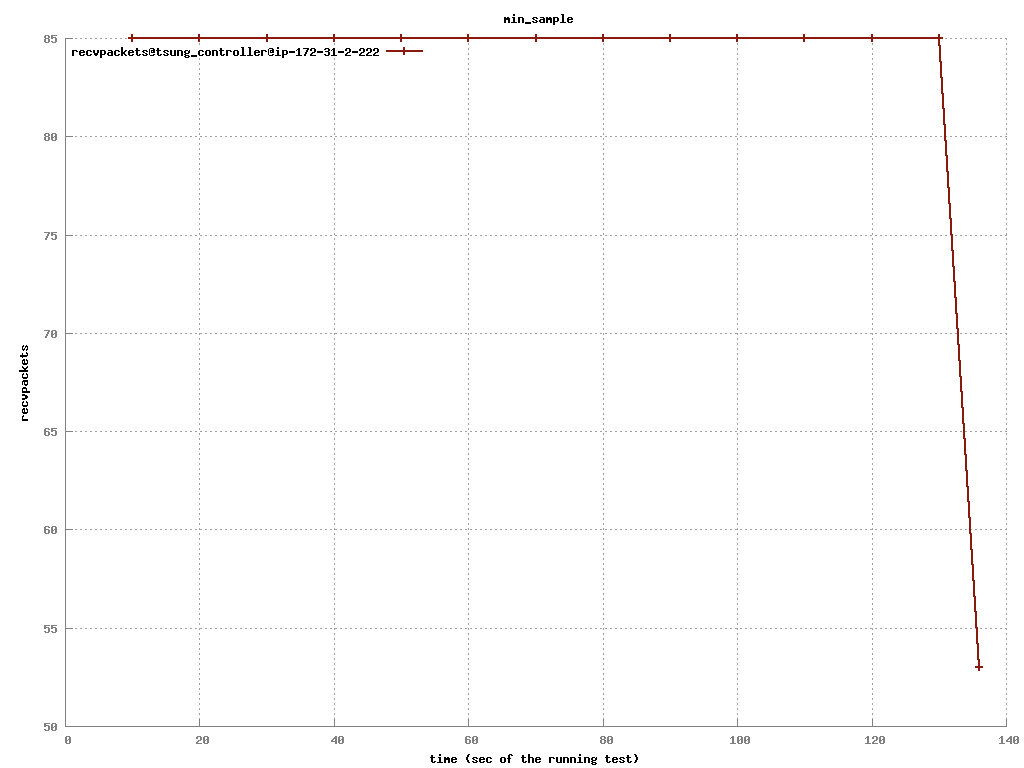 min_sample
85
recvpackets@tsung_controller@ip-172-31-2-222
80
75
70
recvpackets
65
60
55
50
0 20 40 60 80 100 120 140
time (sec of the running test)